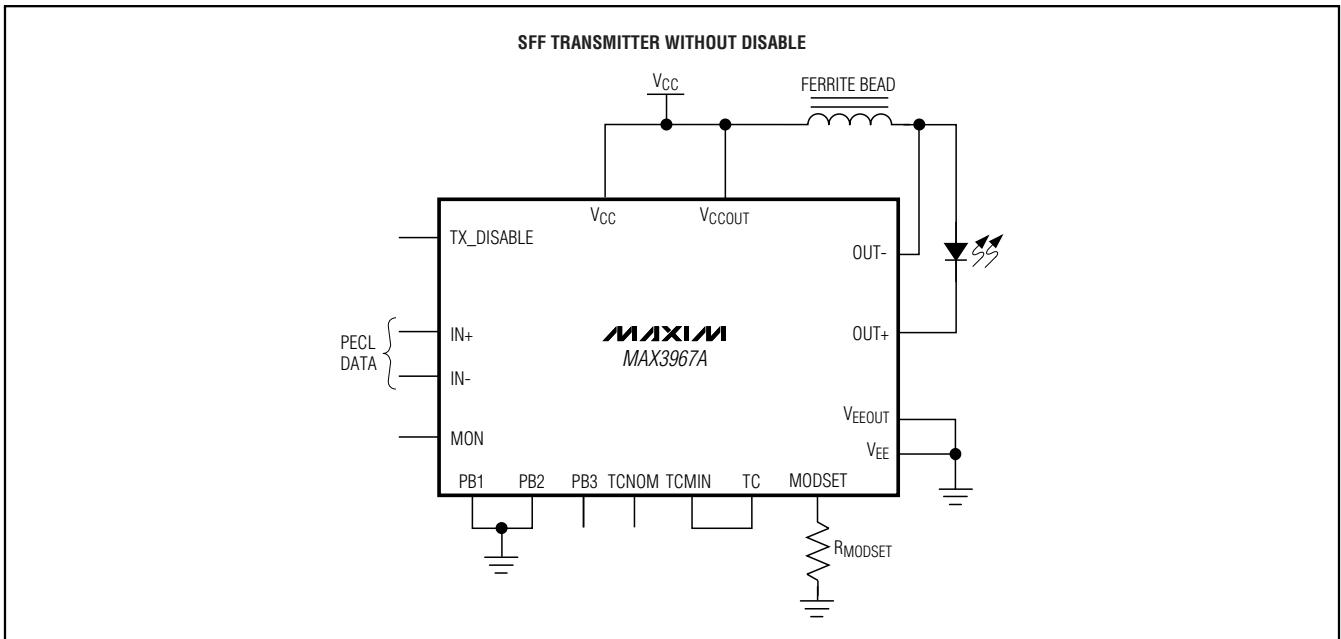 SFF TRANSMITTER WITHOUT DISABLE
VCC
FERRITE BEAD
VCC
VCCOUT
TX_DISABLE
OUT-
IN+
PECL
DATA
IN-
MAXIM
MAX3967A
OUT+
MON
VEEOUT
VEE
PB1 PB2 PB3 TCNOM TCMIN TC MODSET
RMODSET